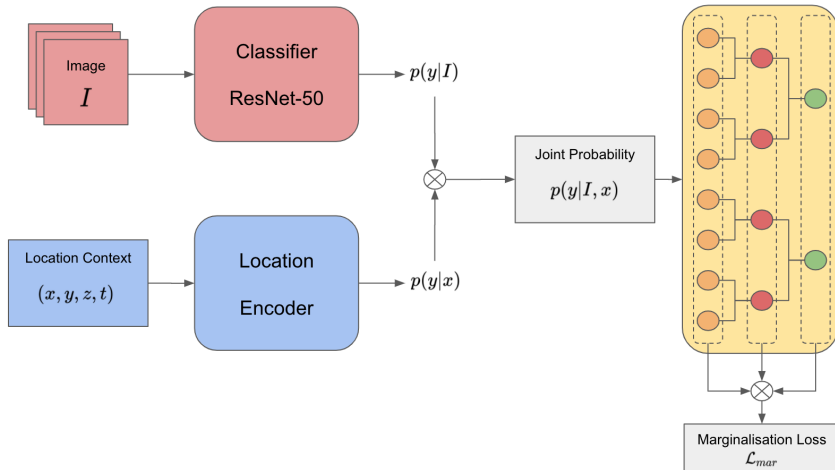 Image
I
Classifier
ResNet-50
p(y|I)
Location Context
(x, y, z, t)
Location
Encoder
p(y|x)
Joint Probability
p(y|I, x)
Marginalisation Loss
ℒ_mar